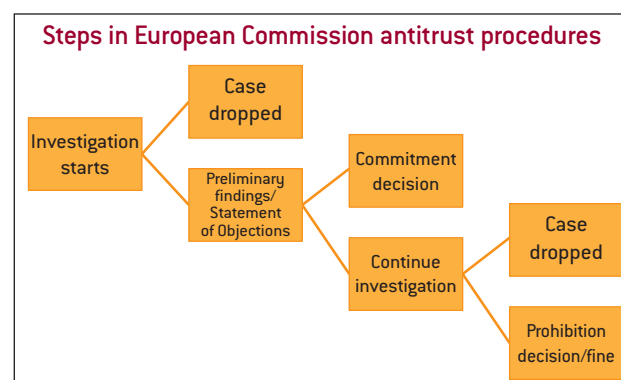 Steps in European Commission antitrust procedures
Case
dropped
Investigation
starts
Preliminary
findings/
Statement
of Objections
Commitment
decision
Continue
investigation
Case
dropped
Prohibition
decision/fine